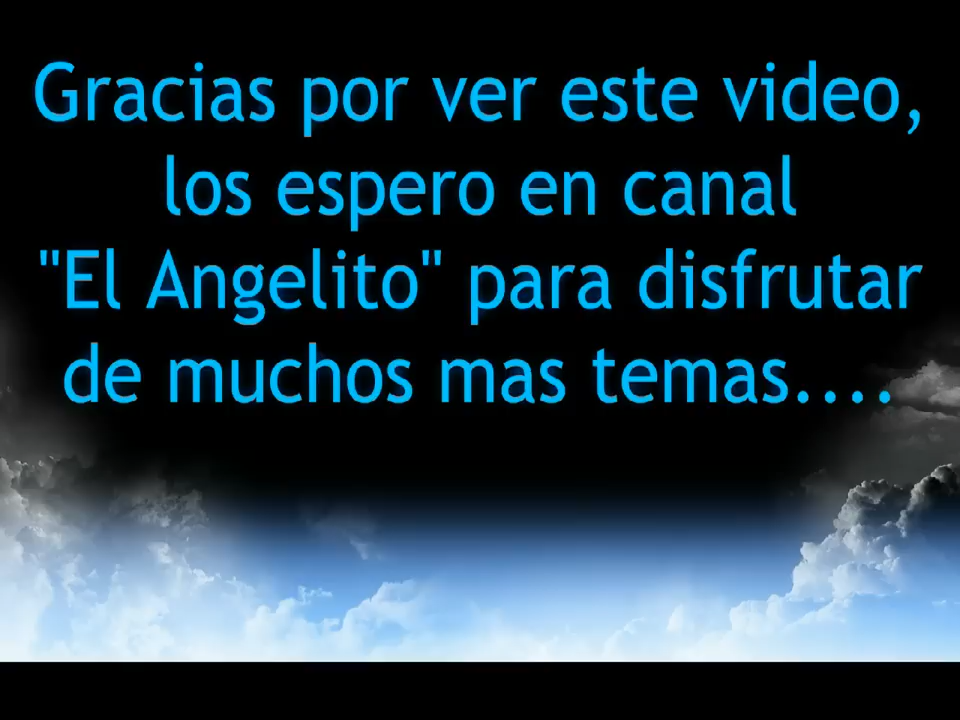 Gracias por ver este video,
los espero en canal
"El Angelito" para disfrutar
de muchos mas temas....